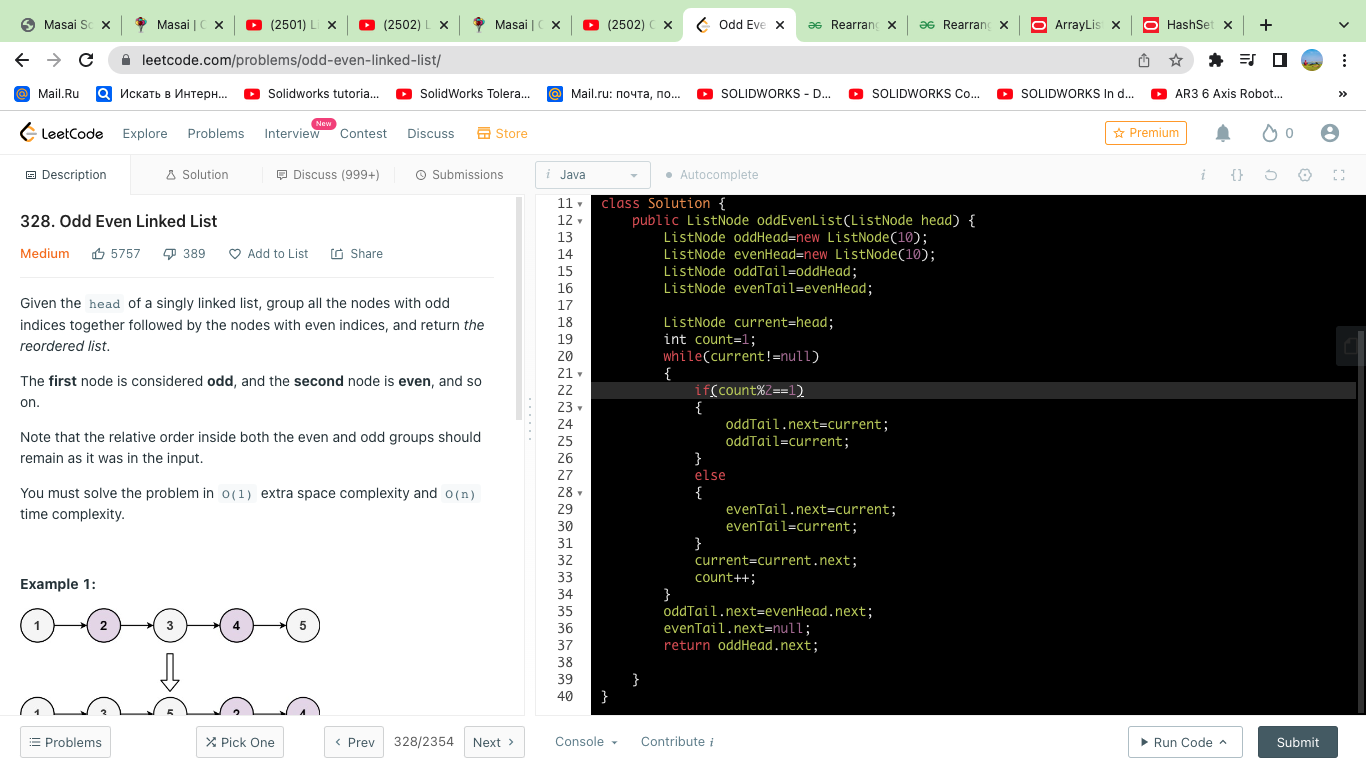 Masai Sc
Masai | C
(2501) L
(2502) L
Masai | C
(2502) C
Odd Eve
Rearran
Rearran
ArrayLis
HashSet
leetcode.com/problems/odd-even-linked-list/
Mail.Ru
Искать в Интерн...
Solidworks tutoria...
SolidWorks Tolera...
Mail.ru: почта, по...
SOLIDWORKS - D...
SOLIDWORKS Co...
SOLIDWORKS In d...
AR3 6 Axis Robot...
»
LeetCode
Explore
Problems
Interview
New
Contest
Discuss
Store
Premium
0
Description
Solution
Discuss (999+)
Submissions
i Java
Autocomplete
i
{}
328. Odd Even Linked List
Medium
5757
389
Add to List
Share
Given the head of a singly linked list, group all the nodes with odd
indices together followed by the nodes with even indices, and return the
reordered list.
The first node is considered odd, and the second node is even, and so
on.
Note that the relative order inside both the even and odd groups should
remain as it was in the input.
You must solve the problem in O(1) extra space complexity and O(n)
time complexity.
Example 1:
1 2 3 4 5
1 3 5 2 4
11 class Solution {
12 public ListNode oddEvenList(ListNode head) {
13 ListNode oddHead=new ListNode(10);
14 ListNode evenHead=new ListNode(10);
15 ListNode oddTail=oddHead;
16 ListNode evenTail=evenHead;
17
18 ListNode current=head;
19 int count=1;
20 while(current!=null)
21 {
22 if(count%2==1)
23 {
24 oddTail.next=current;
25 oddTail=current;
26 }
27 else
28 {
29 evenTail.next=current;
30 evenTail=current;
31 }
32 current=current.next;
33 count++;
34 }
35 oddTail.next=evenHead.next;
36 evenTail.next=null;
37 return oddHead.next;
38
39 }
40 }
Problems
Pick One
Prev
328/2354
Next
Console
Contribute i
Run Code
Submit